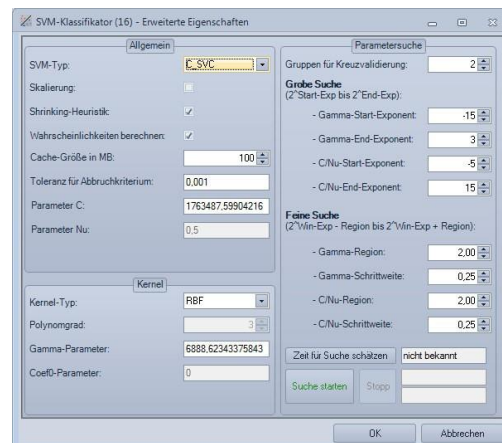 SVM-Klassifikator (16) - Erweiterte Eigenschaften
Allgemein
SVM-Typ: C_SVC
Skalierung:
Shrinking-Heuristik:
Wahrscheinlichkeiten berechnen:
Cache-Größe in MB: 100
Toleranz für Abbruchkriterium: 0,001
Parameter C: 1763487,59904216
Parameter Nu: 0,5
Kernel
Kernel-Typ: RBF
Polynomgrad: 3
Gamma-Parameter: 6888,62343375843
Coef0-Parameter: 0
Parametersuche
Gruppen für Kreuzvalidierung: 2
Grobe Suche
(2^Start-Exp bis 2^End-Exp):
- Gamma-Start-Exponent: -15
- Gamma-End-Exponent: 3
- C/Nu-Start-Exponent: -5
- C/Nu-End-Exponent: 15
Feine Suche
(2^Win-Exp - Region bis 2^Win-Exp + Region):
- Gamma-Region: 2,00
- Gamma-Schrittweite: 0,25
- C/Nu-Region: 2,00
- C/Nu-Schrittweite: 0,25
Zeit für Suche schätzen nicht bekannt
Suche starten Stopp
OK Abbrechen